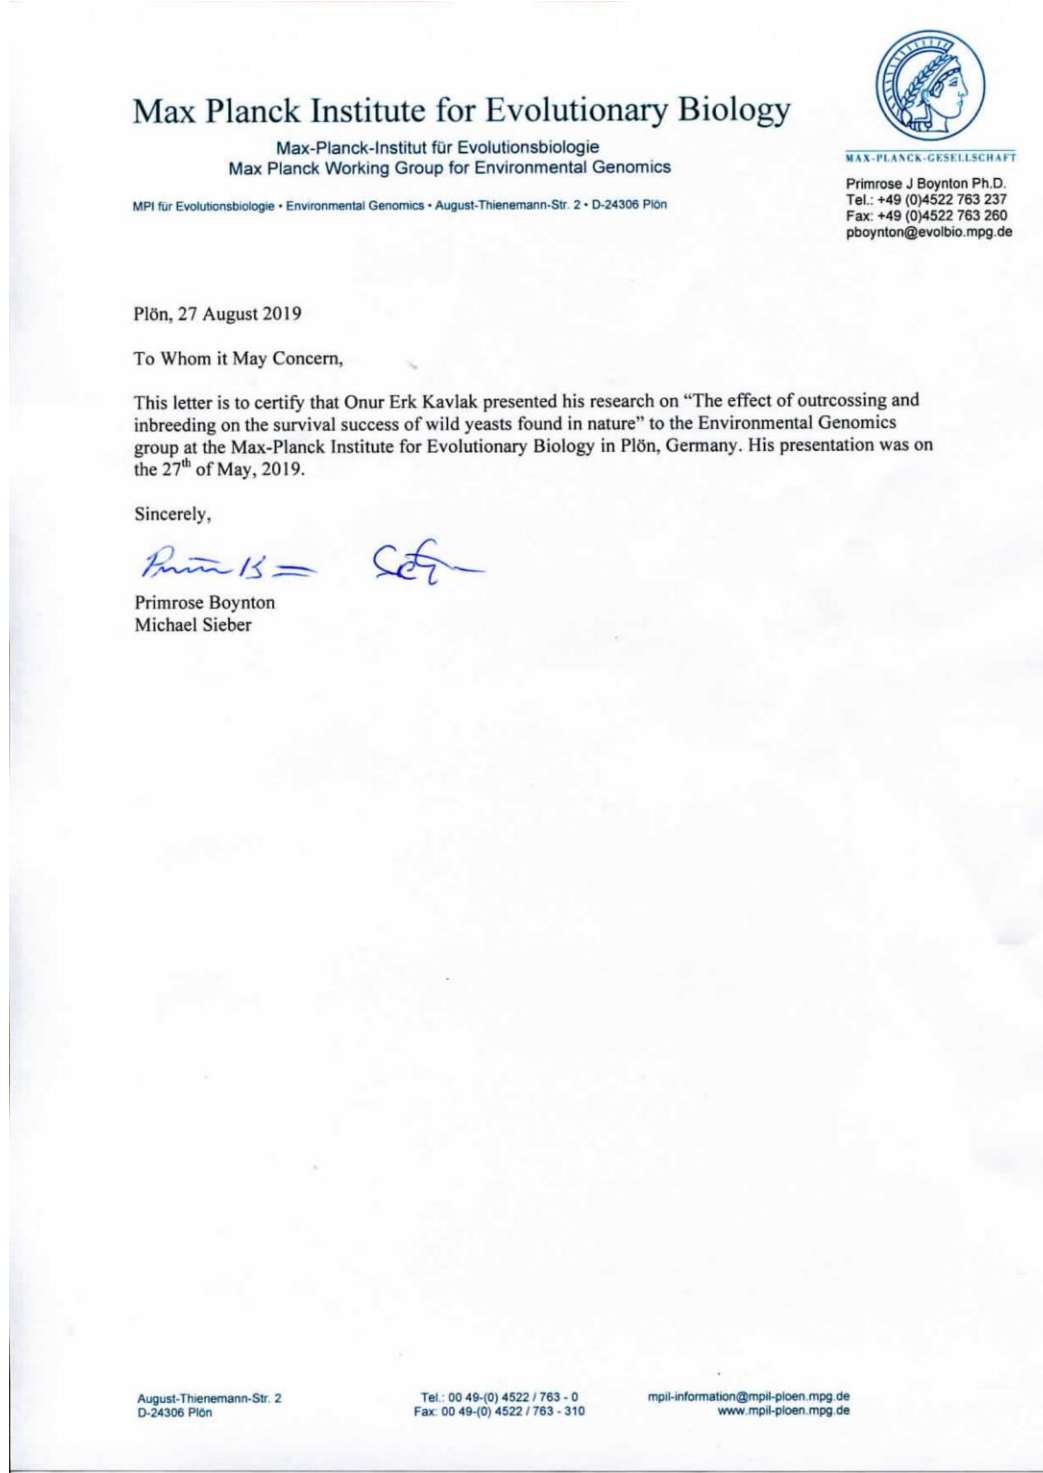 Max Planck Institute for Evolutionary Biology
Max-Planck-Institut für Evolutionsbiologie
Max Planck Working Group for Environmental Genomics
MPI für Evolutionsbiologie • Environmental Genomics • August-Thienemann-Str. 2 • D-24306 Plön
MAX-PLANCK-GESELLSCHAFT
Primrose J Boynton Ph.D.
Tel.: +49 (0)4522 763 237
Fax: +49 (0)4522 763 260
pboynton@evolbio.mpg.de
Plön, 27 August 2019
To Whom it May Concern,
This letter is to certify that Onur Erk Kavlak presented his research on “The effect of outrcossing and
inbreeding on the survival success of wild yeasts found in nature” to the Environmental Genomics
group at the Max-Planck Institute for Evolutionary Biology in Plön, Germany. His presentation was on
the 27th of May, 2019.
Sincerely,
Primrose Boynton
Michael Sieber
August-Thienemann-Str. 2
D-24306 Plön
Tel.: 00 49-(0) 4522 / 763 - 0
Fax: 00 49-(0) 4522 / 763 - 310
mpil-information@mpil-ploen.mpg.de
www.mpil-ploen.mpg.de